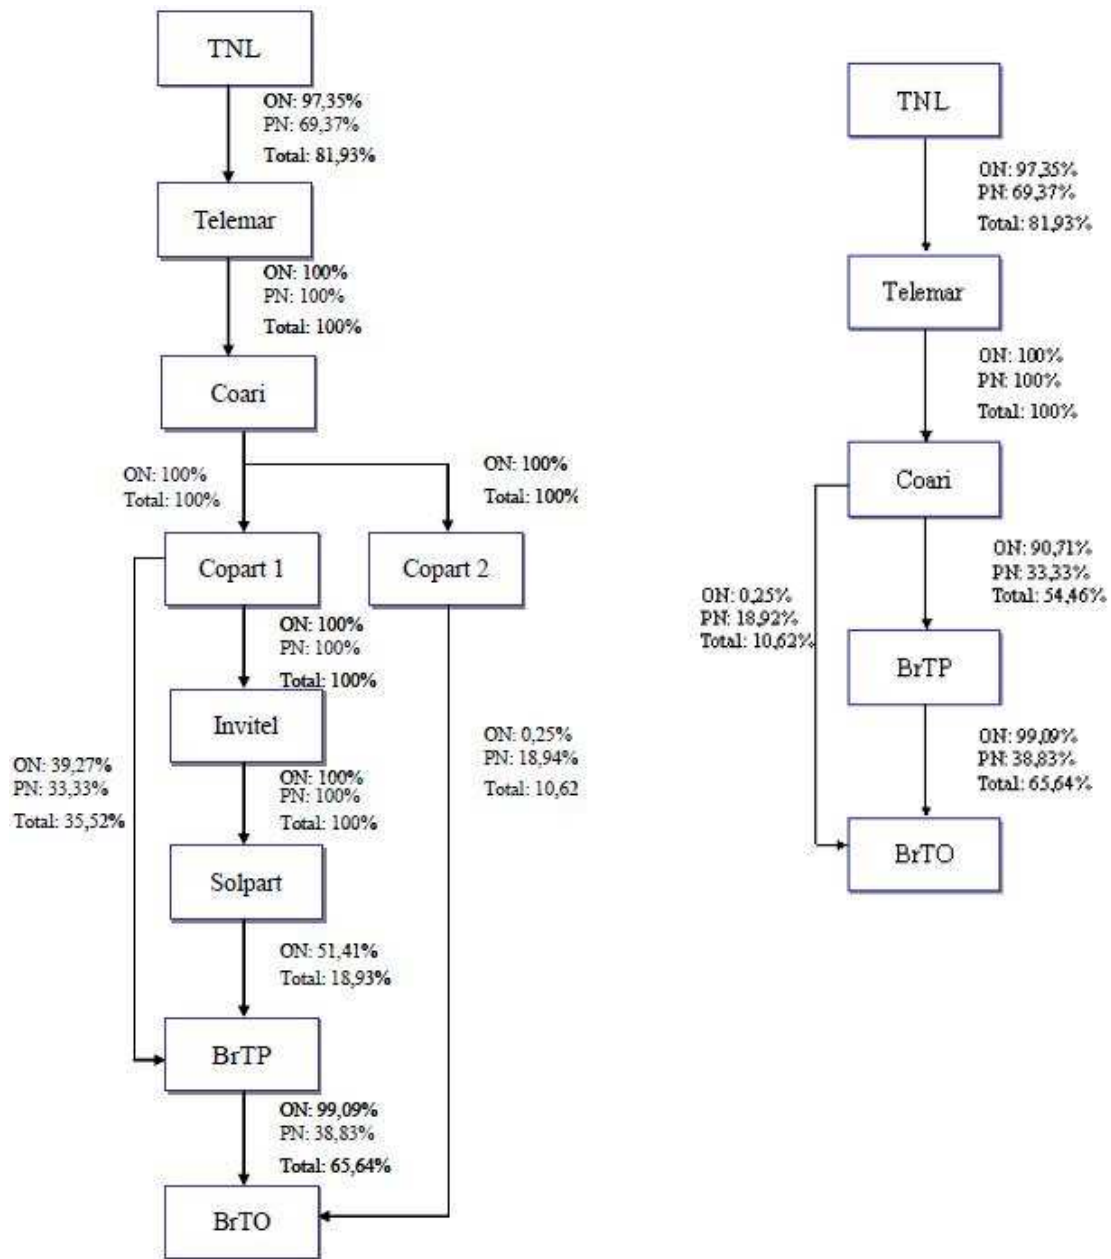 TNL
ON: 97,35%
PN: 69,37%
Total: 81,93%
Telemar
ON: 100%
PN: 100%
Total: 100%
Coari
ON: 100%
Total: 100%
ON: 100%
Total: 100%
Copart 1
Copart 2
ON: 100%
PN: 100%
Total: 100%
Invitel
ON: 39,27%
PN: 33,33%
Total: 35,52%
ON: 100%
PN: 100%
Total: 100%
ON: 0,25%
PN: 18,94%
Total: 10,62
Solpart
ON: 51,41%
Total: 18,93%
BrTP
ON: 99,09%
PN: 38,83%
Total: 65,64%
BrTO
TNL
ON: 97,35%
PN: 69,37%
Total: 81,93%
Telemar
ON: 100%
PN: 100%
Total: 100%
Coari
ON: 90,71%
PN: 33,33%
Total: 54,46%
ON: 0,25%
PN: 18,92%
Total: 10,62%
BrTP
ON: 99,09%
PN: 38,83%
Total: 65,64%
BrTO